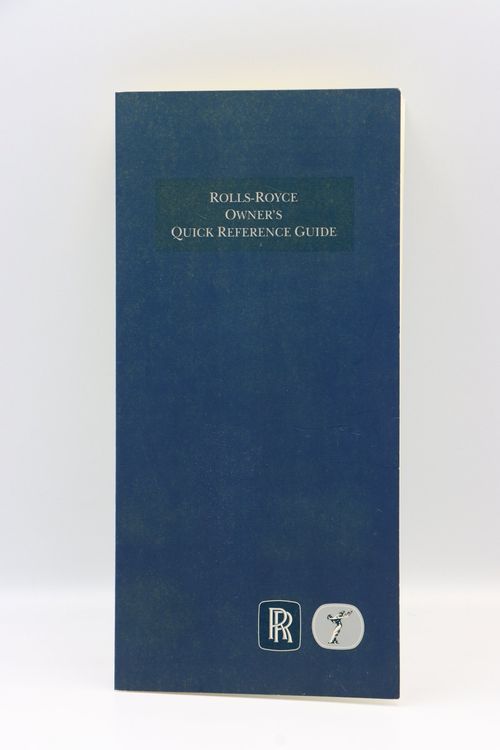 ROLLS-ROYCE
OWNER'S
QUICK REFERENCE GUIDE
RR